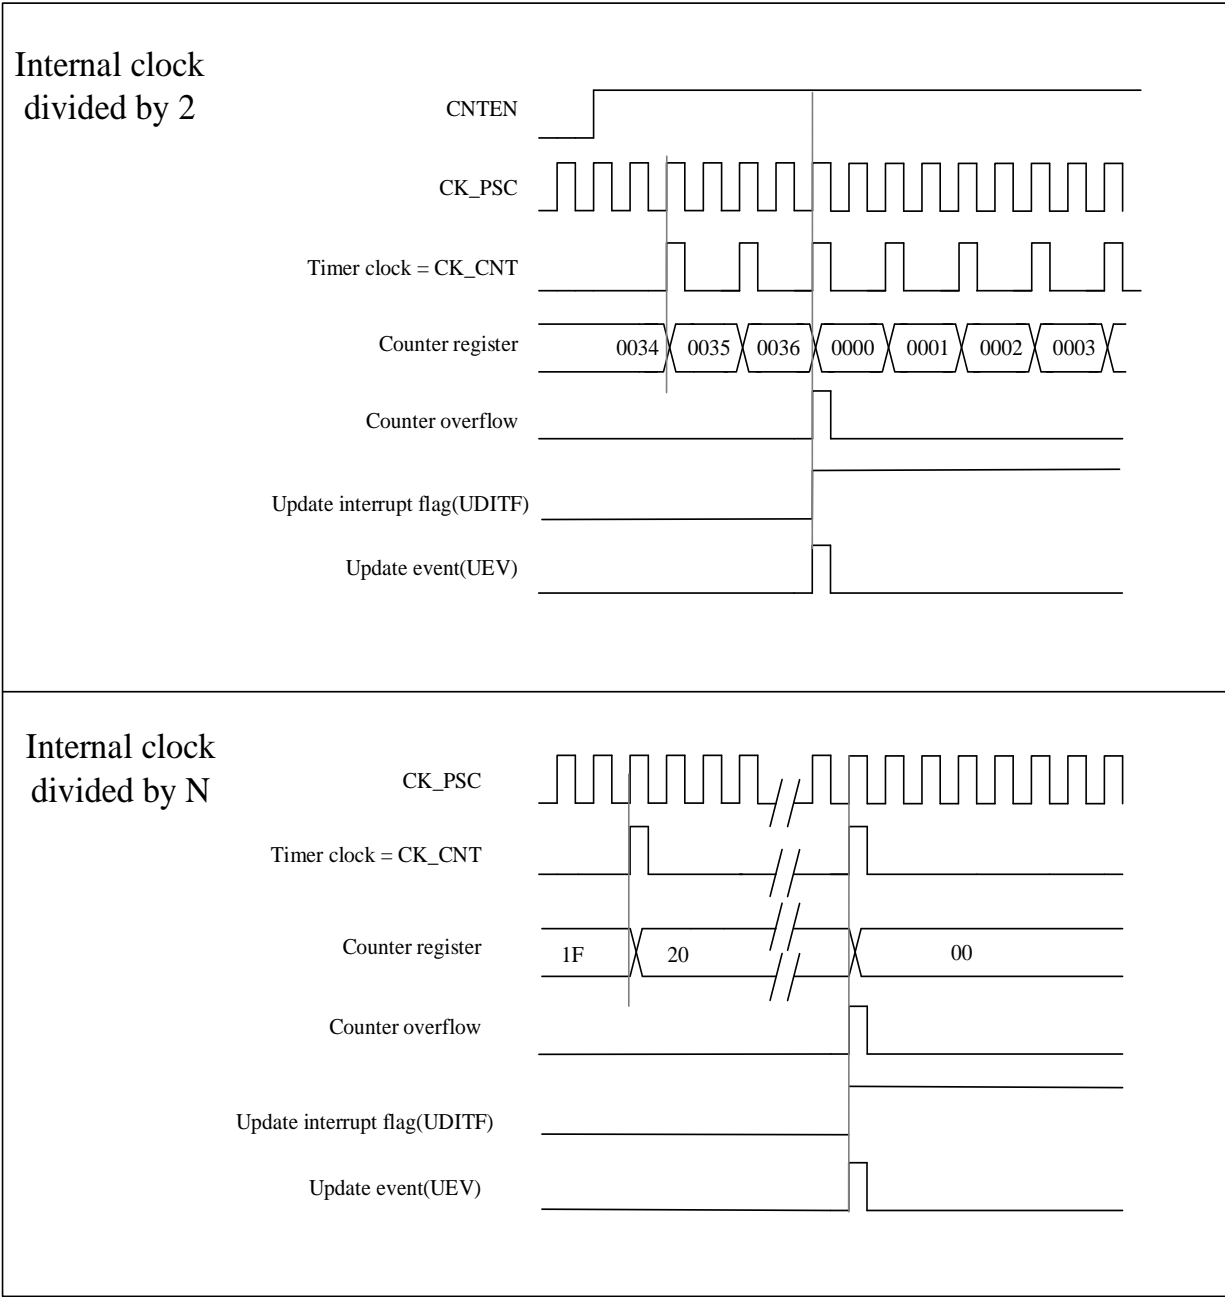 Internal clock
divided by 2
CNTEN
CK_PSC
Timer clock = CK_CNT
Counter register
0034 0035 0036 0000 0001 0002 0003
Counter overflow
Update interrupt flag(UDITF)
Update event(UEV)
Internal clock
divided by N
CK_PSC
Timer clock = CK_CNT
Counter register
1F 20 00
Counter overflow
Update interrupt flag(UDITF)
Update event(UEV)